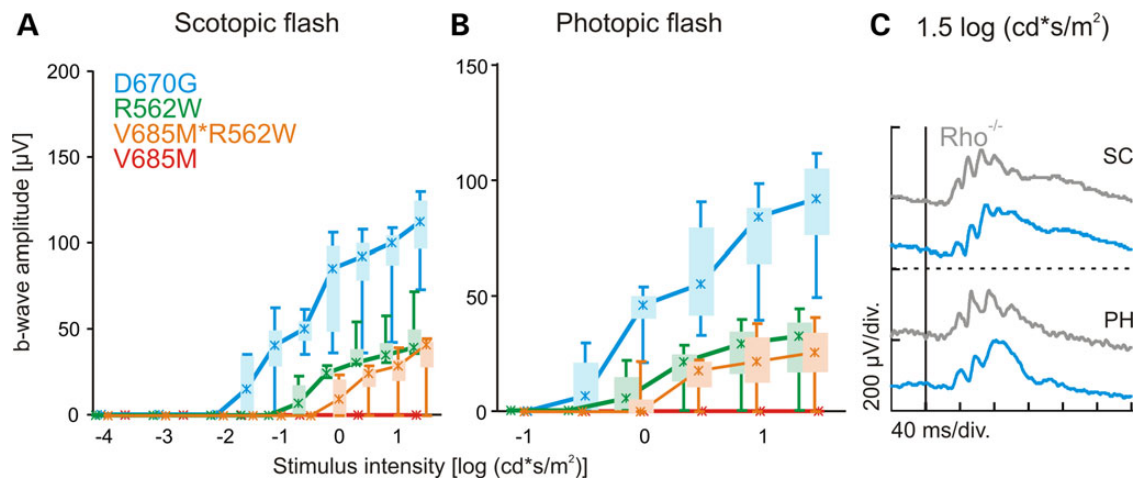 A Scotopic flash B Photopic flash C 1.5 log (cd*s/m²)
D670G
R562W
V685M*R562W
V685M
b-wave amplitude [µV]
200
150
100
50
0
-4 -3 -2 -1 0 1
150
100
50
0
-1 0 1
Stimulus intensity [log (cd*s/m²)]
Rho-/-
SC
PH
200 µV/div.
40 ms/div.